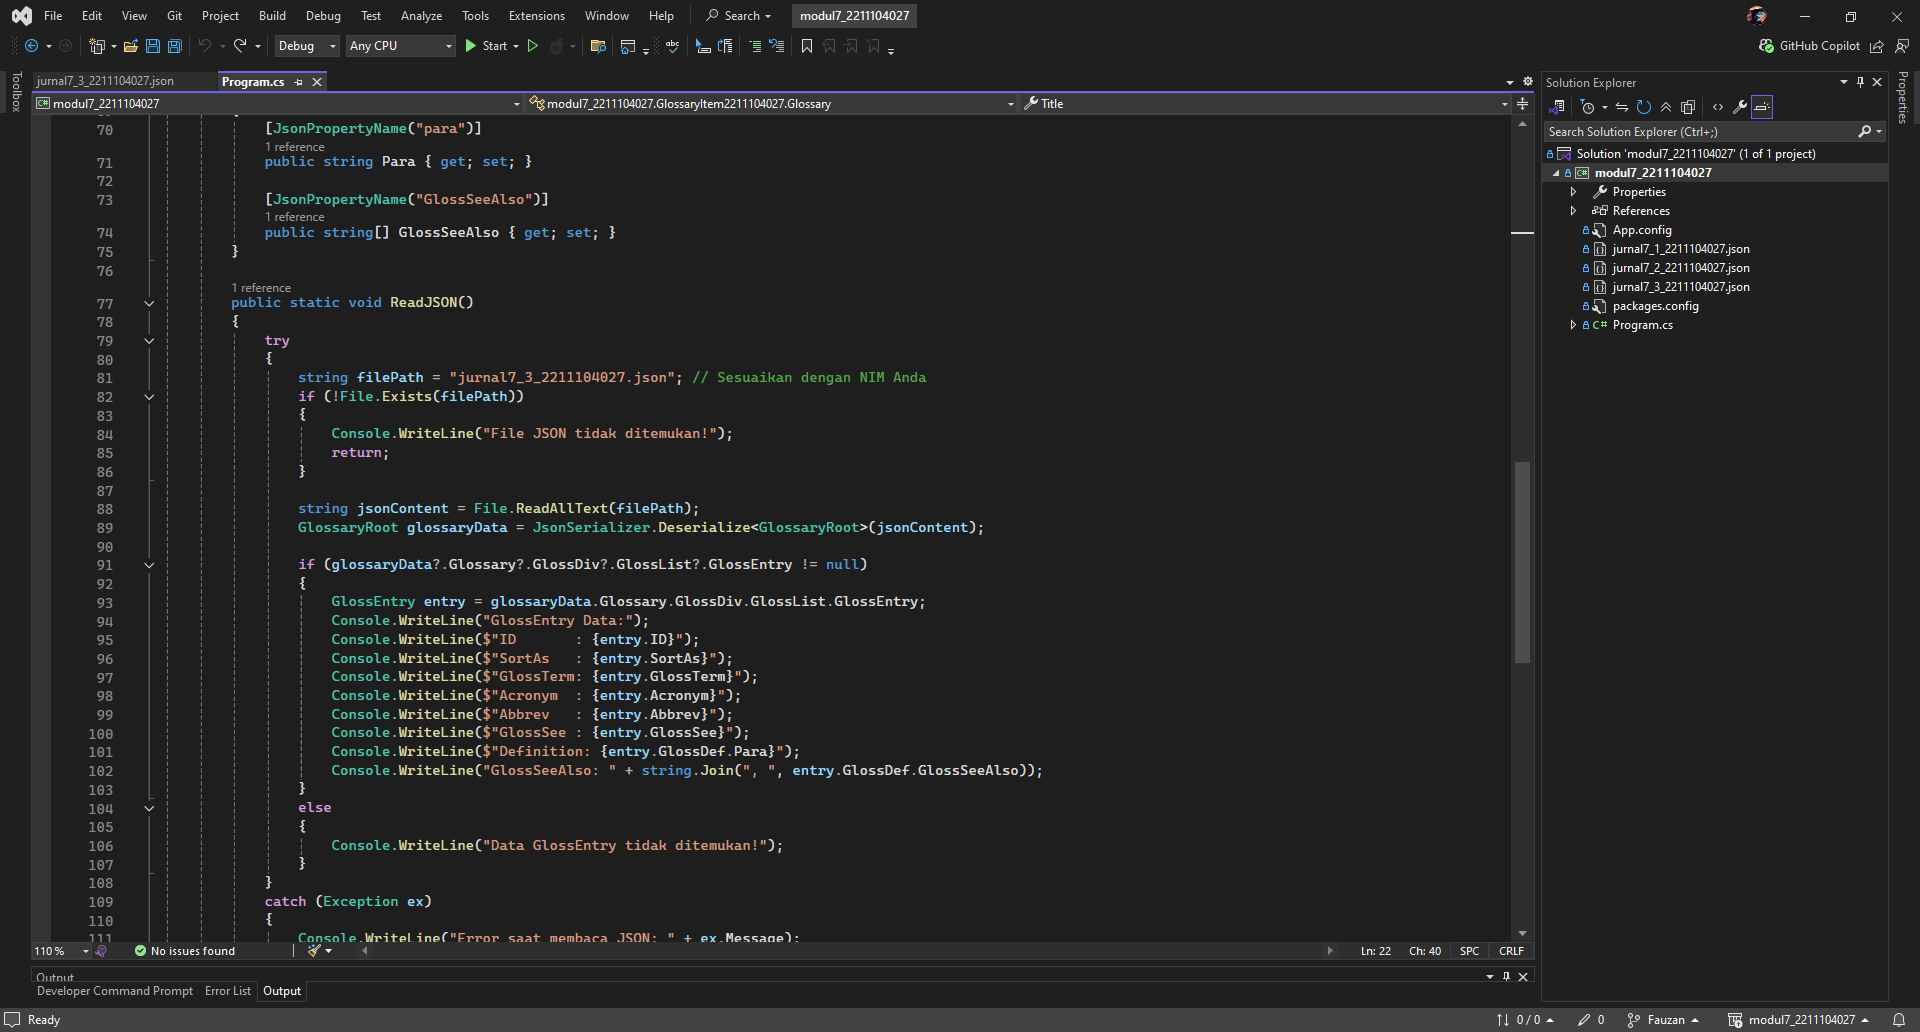 File Edit View Git Project Build Debug Test Analyze Tools Extensions Window Help Search modul7_2211104027
Debug Any CPU Start GitHub Copilot
Toolbox
jurnal7_3_2211104027.json Program.cs
modul7_2211104027 modul7_2211104027.GlossaryItem2211104027.Glossary Title
70 [JsonPropertyName("para")]
1 reference
71 public string Para { get; set; }
72
73 [JsonPropertyName("GlossSeeAlso")]
1 reference
74 public string[] GlossSeeAlso { get; set; }
75 }
76
1 reference
77 public static void ReadJSON()
78 {
79 try
80 {
81 string filePath = "jurnal7_3_2211104027.json"; // Sesuaikan dengan NIM Anda
82 if (!File.Exists(filePath))
83 {
84 Console.WriteLine("File JSON tidak ditemukan!");
85 return;
86 }
87
88 string jsonContent = File.ReadAllText(filePath);
89 GlossaryRoot glossaryData = JsonSerializer.Deserialize<GlossaryRoot>(jsonContent);
90
91 if (glossaryData?.Glossary?.GlossDiv?.GlossList?.GlossEntry != null)
92 {
93 GlossEntry entry = glossaryData.Glossary.GlossDiv.GlossList.GlossEntry;
94 Console.WriteLine("GlossEntry Data:");
95 Console.WriteLine($"ID       : {entry.ID}");
96 Console.WriteLine($"SortAs   : {entry.SortAs}");
97 Console.WriteLine($"GlossTerm: {entry.GlossTerm}");
98 Console.WriteLine($"Acronym  : {entry.Acronym}");
99 Console.WriteLine($"Abbrev   : {entry.Abbrev}");
100 Console.WriteLine($"GlossSee : {entry.GlossSee}");
101 Console.WriteLine($"Definition: {entry.GlossDef.Para}");
102 Console.WriteLine("GlossSeeAlso: " + string.Join(", ", entry.GlossDef.GlossSeeAlso));
103 }
104 else
105 {
106 Console.WriteLine("Data GlossEntry tidak ditemukan!");
107 }
108 }
109 catch (Exception ex)
110 {
111 Console.WriteLine("Error saat membaca JSON: " + ex.Message);
110 % No issues found Ln: 22 Ch: 40 SPC CRLF
Output
Developer Command Prompt Error List Output
Solution Explorer
Search Solution Explorer (Ctrl+;)
Solution 'modul7_2211104027' (1 of 1 project)
modul7_2211104027
Properties
References
App.config
jurnal7_1_2211104027.json
jurnal7_2_2211104027.json
jurnal7_3_2211104027.json
packages.config
C# Program.cs
Properties
Ready 0 / 0 0 Fauzan modul7_2211104027